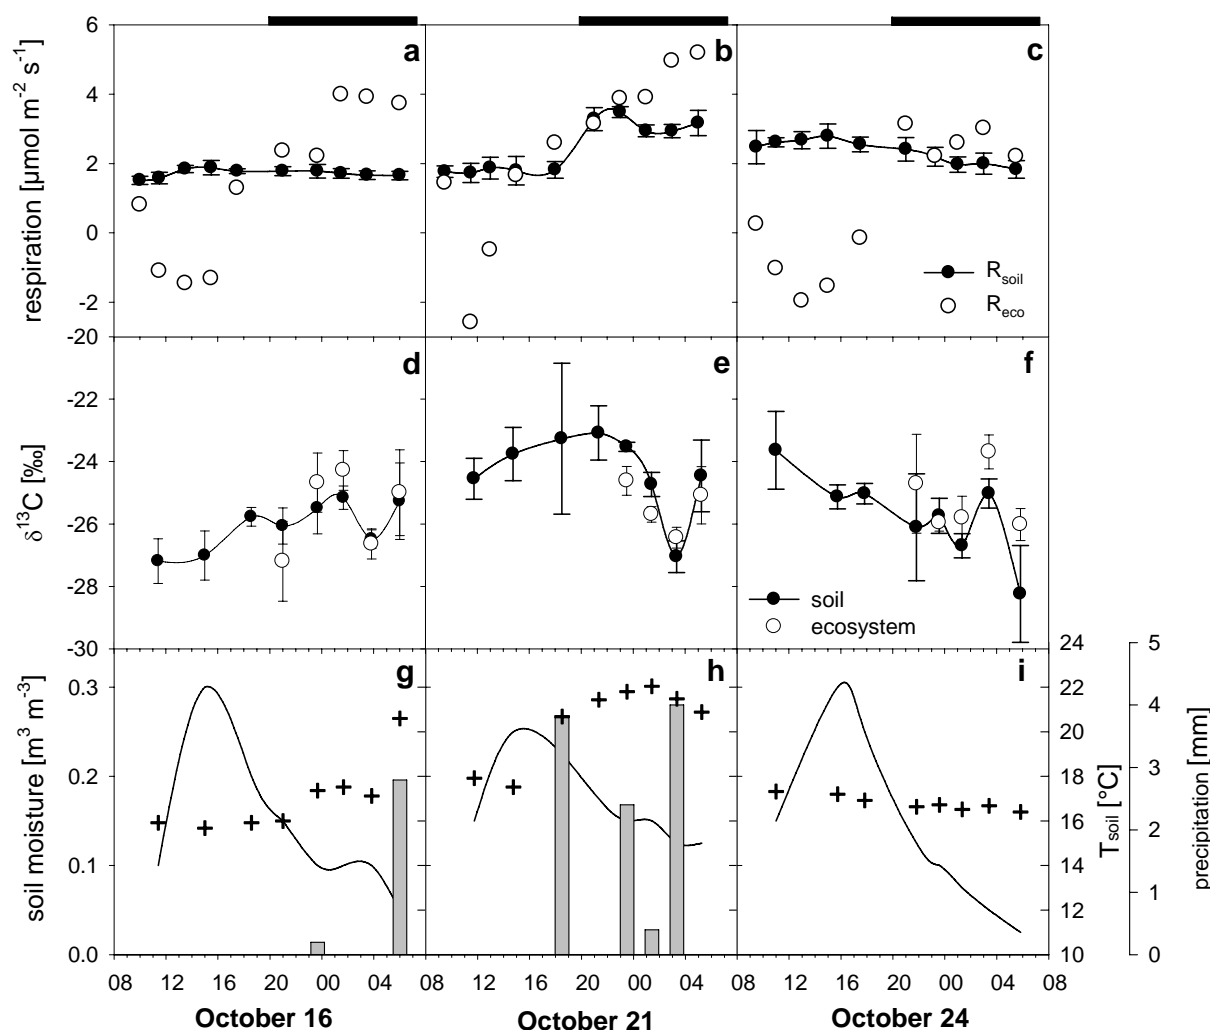 a
b
c
6
4
2
0
-2
-20
respiration [µmol m⁻² s⁻¹]
R_soil
R_eco
d
e
f
-22
-24
-26
-28
-30
δ¹³C [‰]
soil
ecosystem
g
h
i
0.3
0.2
0.1
0.0
soil moisture [m³ m⁻³]
24
22
20
18
16
14
12
10
T_soil [°C]
5
4
3
2
1
0
precipitation [mm]
08 12 16 20 00 04 08 12 16 20 00 04 08 12 16 20 00 04 08
October 16 October 21 October 24